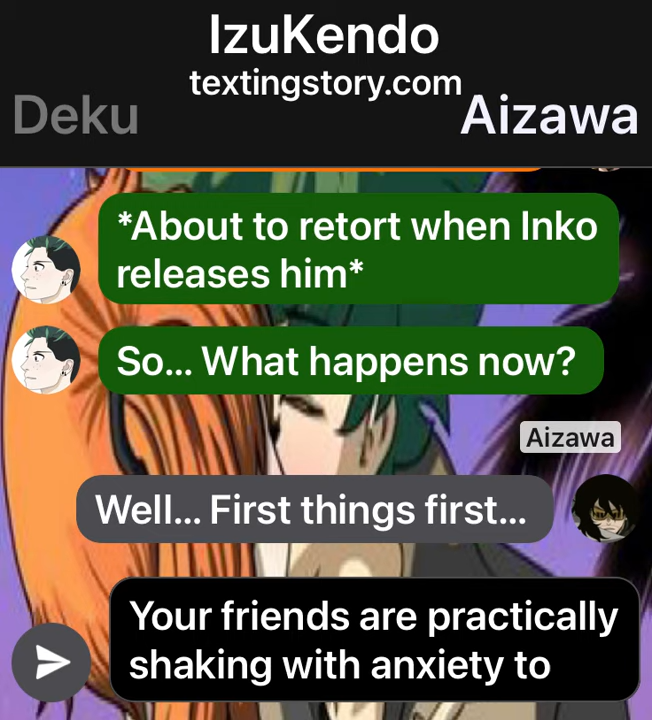 IzuKendo
textingstory.com
Deku
Aizawa
*About to retort when Inko
releases him*
So... What happens now?
Aizawa
Well... First things first...
Your friends are practically
shaking with anxiety to